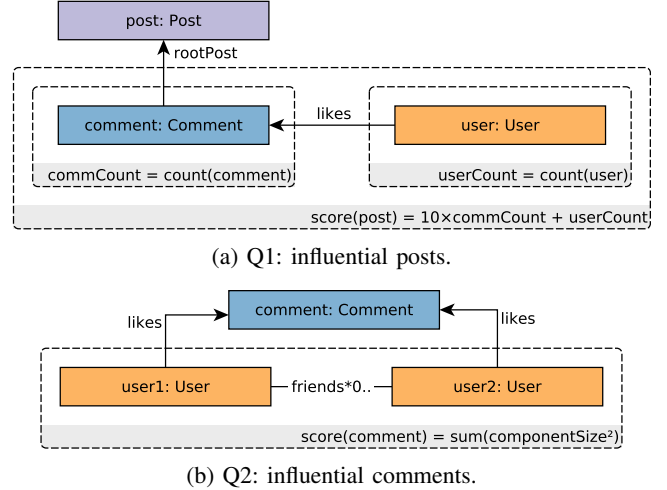 post: Post
rootPost
comment: Comment
likes
user: User
commCount = count(comment)
userCount = count(user)
score(post) = 10×commCount + userCount
(a) Q1: influential posts.
comment: Comment
likes
likes
user1: User
friends*0..
user2: User
score(comment) = sum(componentSize²)
(b) Q2: influential comments.